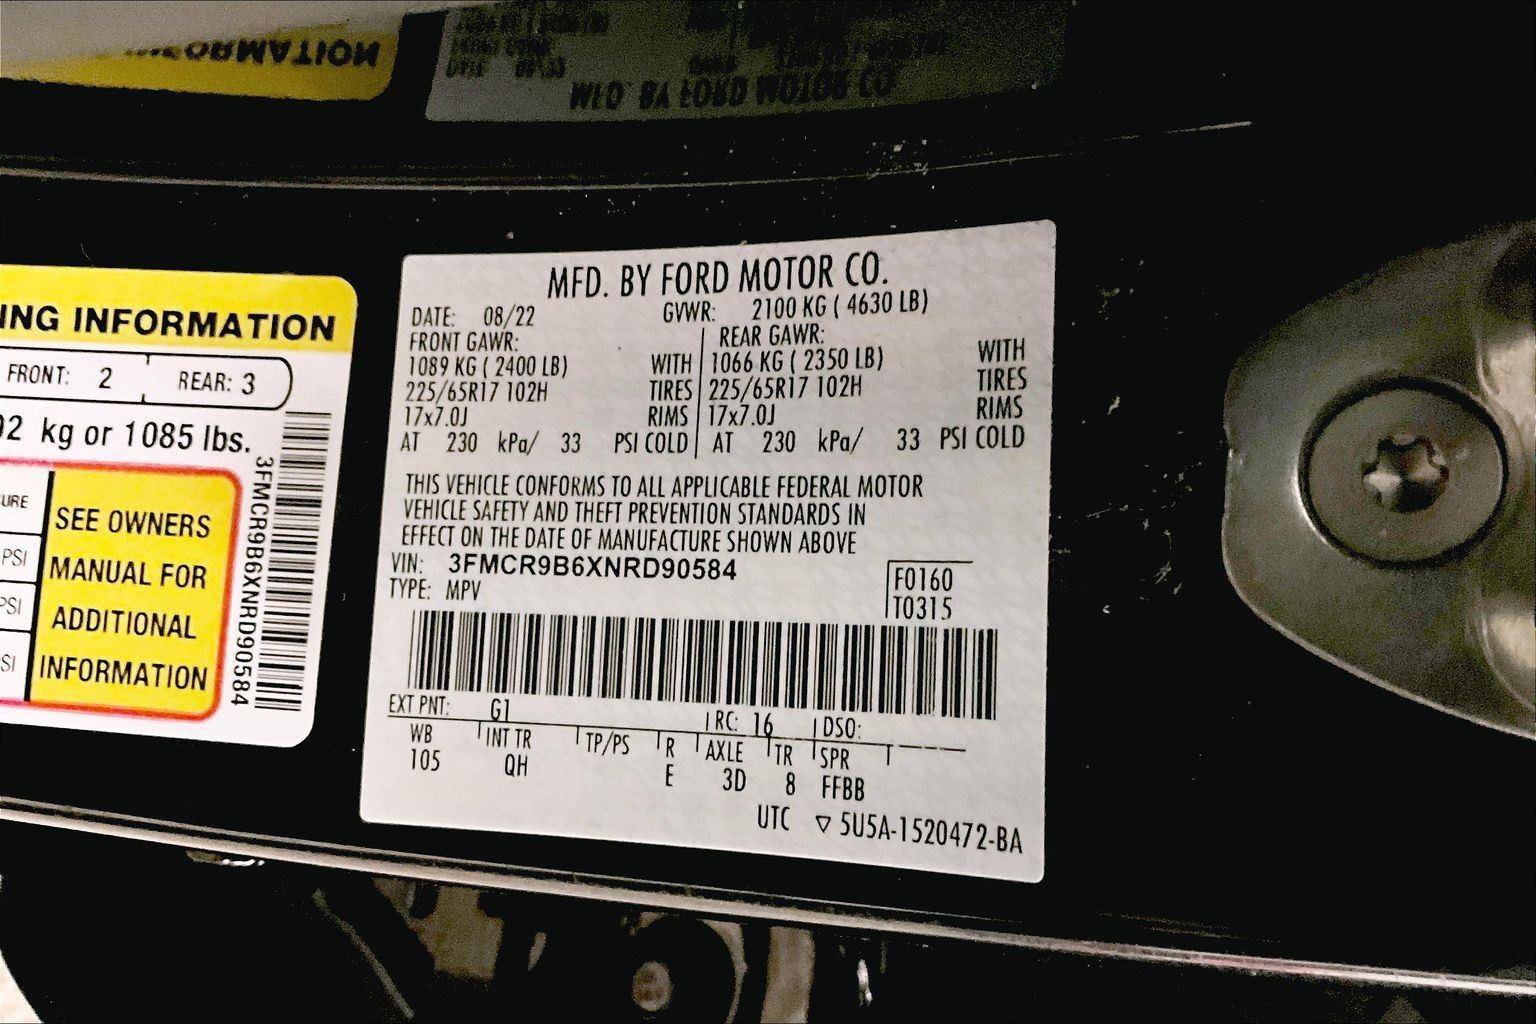 ORMATION
MFD. BY FORD MOTOR CO
ING INFORMATION
FRONT: 2 REAR: 3
92 kg or 1085 lbs.
URE
PSI
PSI
SI
SEE OWNERS
MANUAL FOR
ADDITIONAL
INFORMATION
3FMCR9B6XNRD90584
MFD. BY FORD MOTOR CO.
DATE: 08/22 GVWR: 2100 KG ( 4630 LB)
FRONT GAWR: REAR GAWR:
1089 KG ( 2400 LB) WITH 1066 KG ( 2350 LB) WITH
225/65R17 102H TIRES 225/65R17 102H TIRES
17x7.0J RIMS 17x7.0J RIMS
AT 230 kPa/ 33 PSI COLD AT 230 kPa/ 33 PSI COLD
THIS VEHICLE CONFORMS TO ALL APPLICABLE FEDERAL MOTOR
VEHICLE SAFETY AND THEFT PREVENTION STANDARDS IN
EFFECT ON THE DATE OF MANUFACTURE SHOWN ABOVE
VIN: 3FMCR9B6XNRD90584
TYPE: MPV
F0160
T0315
EXT PNT: G1 RC: 16 DSO:
WB INT TR TP/PS R AXLE TR SPR
105 QH E 3D 8 FFBB
UTC ▽ 5U5A-1520472-BA